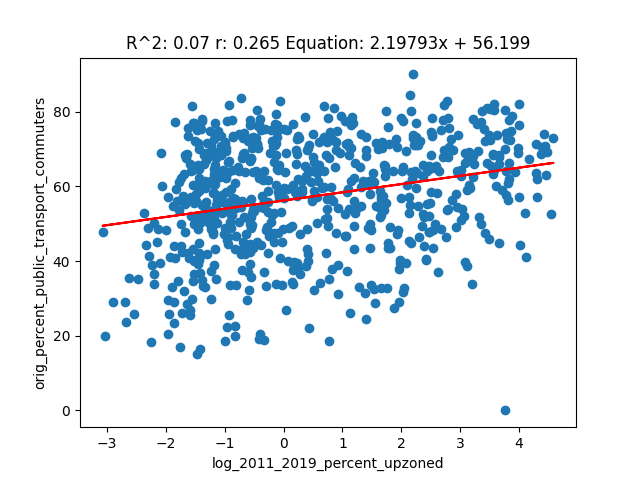 R^2: 0.07 r: 0.265 Equation: 2.19793x + 56.199
orig_percent_public_transport_commuters
80
60
40
20
0
−3 −2 −1 0 1 2 3 4
log_2011_2019_percent_upzoned